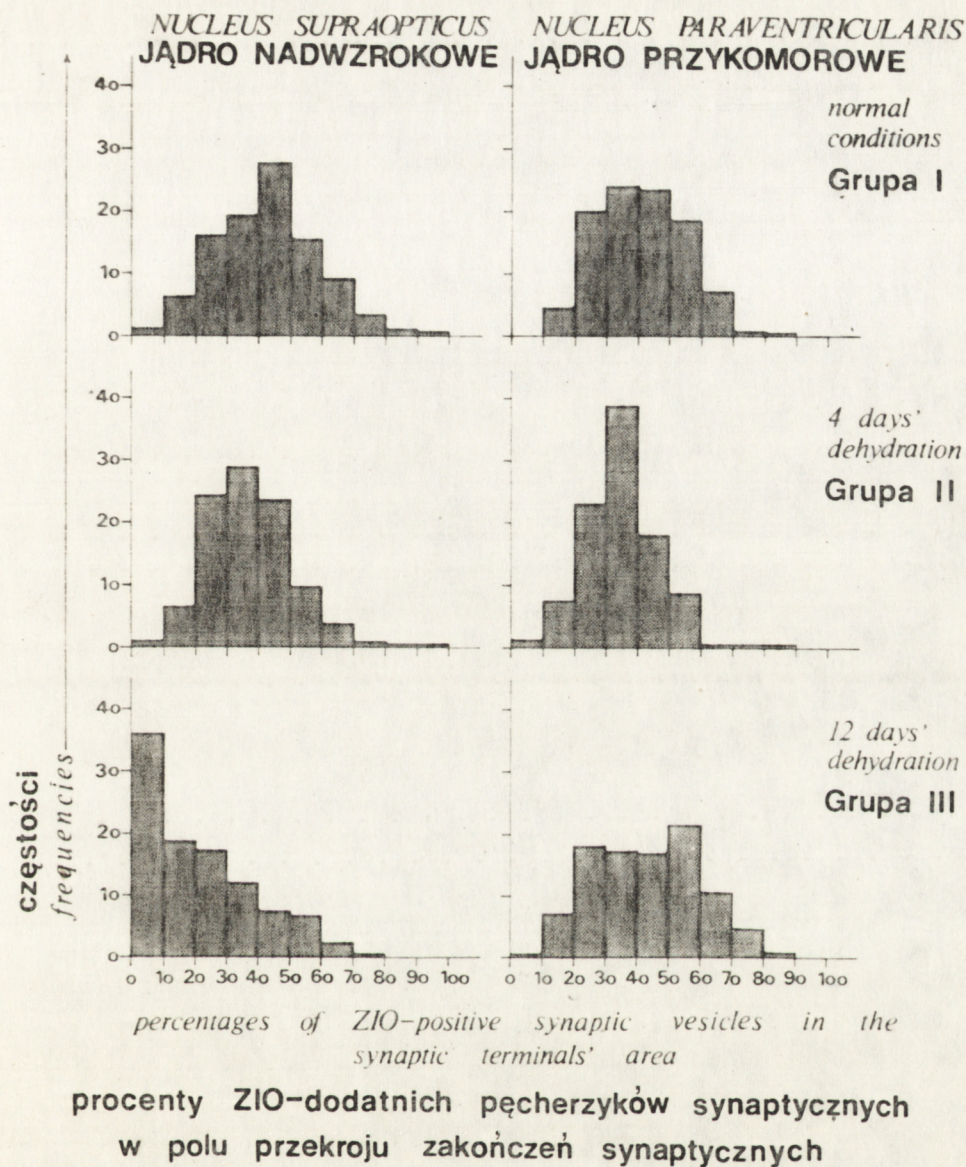 NUCLEUS SUPRAOPTICUS NUCLEUS PARAVENTRICULARIS
JĄDRO NADWZROKOWE JĄDRO PRZYKOMOROWE
40
30
20
10
0
normal
conditions
Grupa I
40
30
20
10
0
4 days'
dehydration
Grupa II
40
30
20
10
0
12 days'
dehydration
Grupa III
częstości
frequencies
0 10 20 30 40 50 60 70 80 90 100 0 10 20 30 40 50 60 70 80 90 100
percentages of ZIO-positive synaptic vesicles in the
synaptic terminals' area
procenty ZIO-dodatnich pęcherzyków synaptycznych
w polu przekroju zakończeń synaptycznych